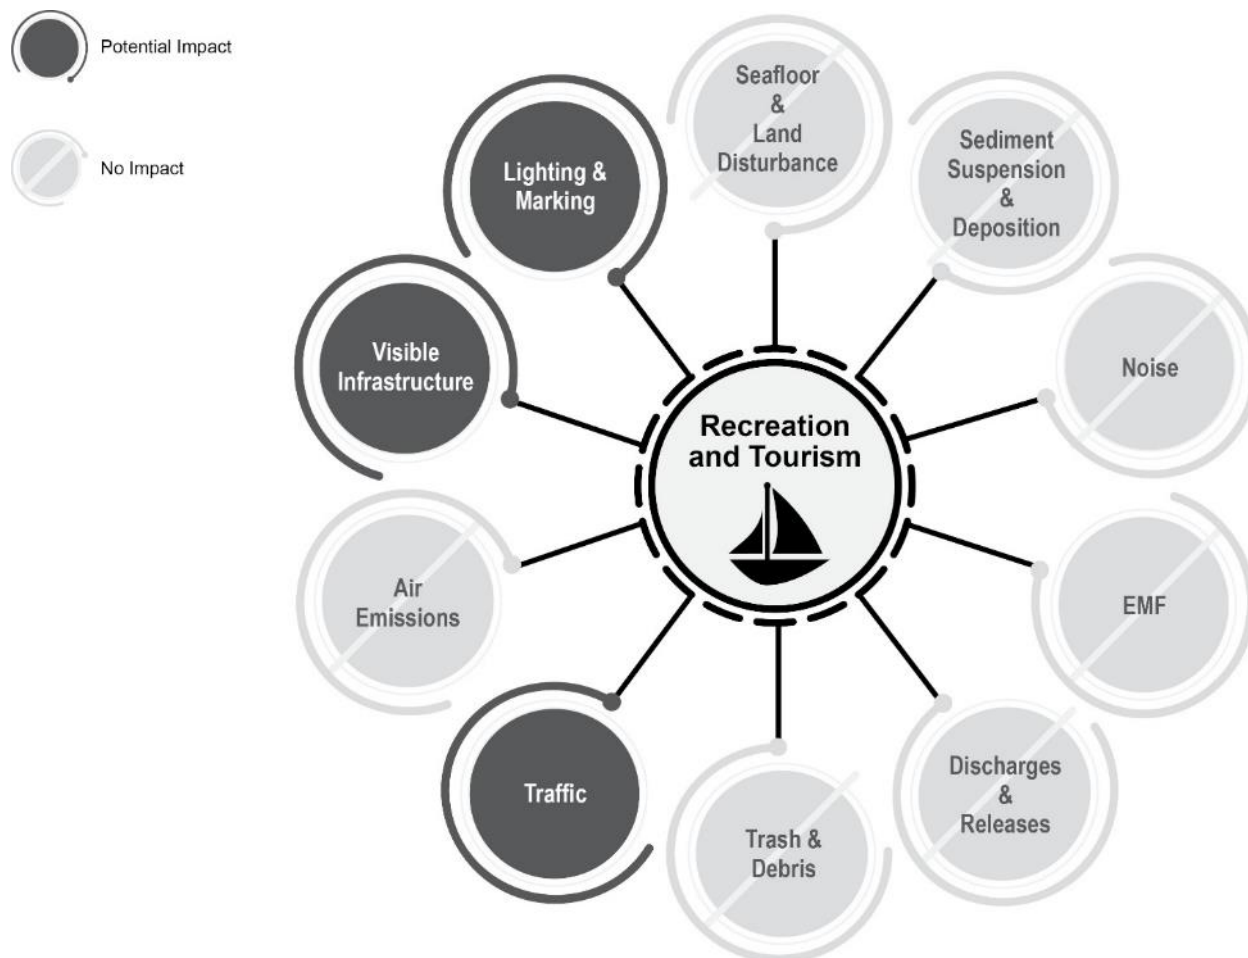 Potential Impact
No Impact
Seafloor
&
Land
Disturbance
Sediment
Suspension
&
Deposition
Lighting &
Marking
Noise
Visible
Infrastructure
Recreation
and Tourism
Air
Emissions
EMF
Traffic
Discharges
&
Releases
Trash &
Debris